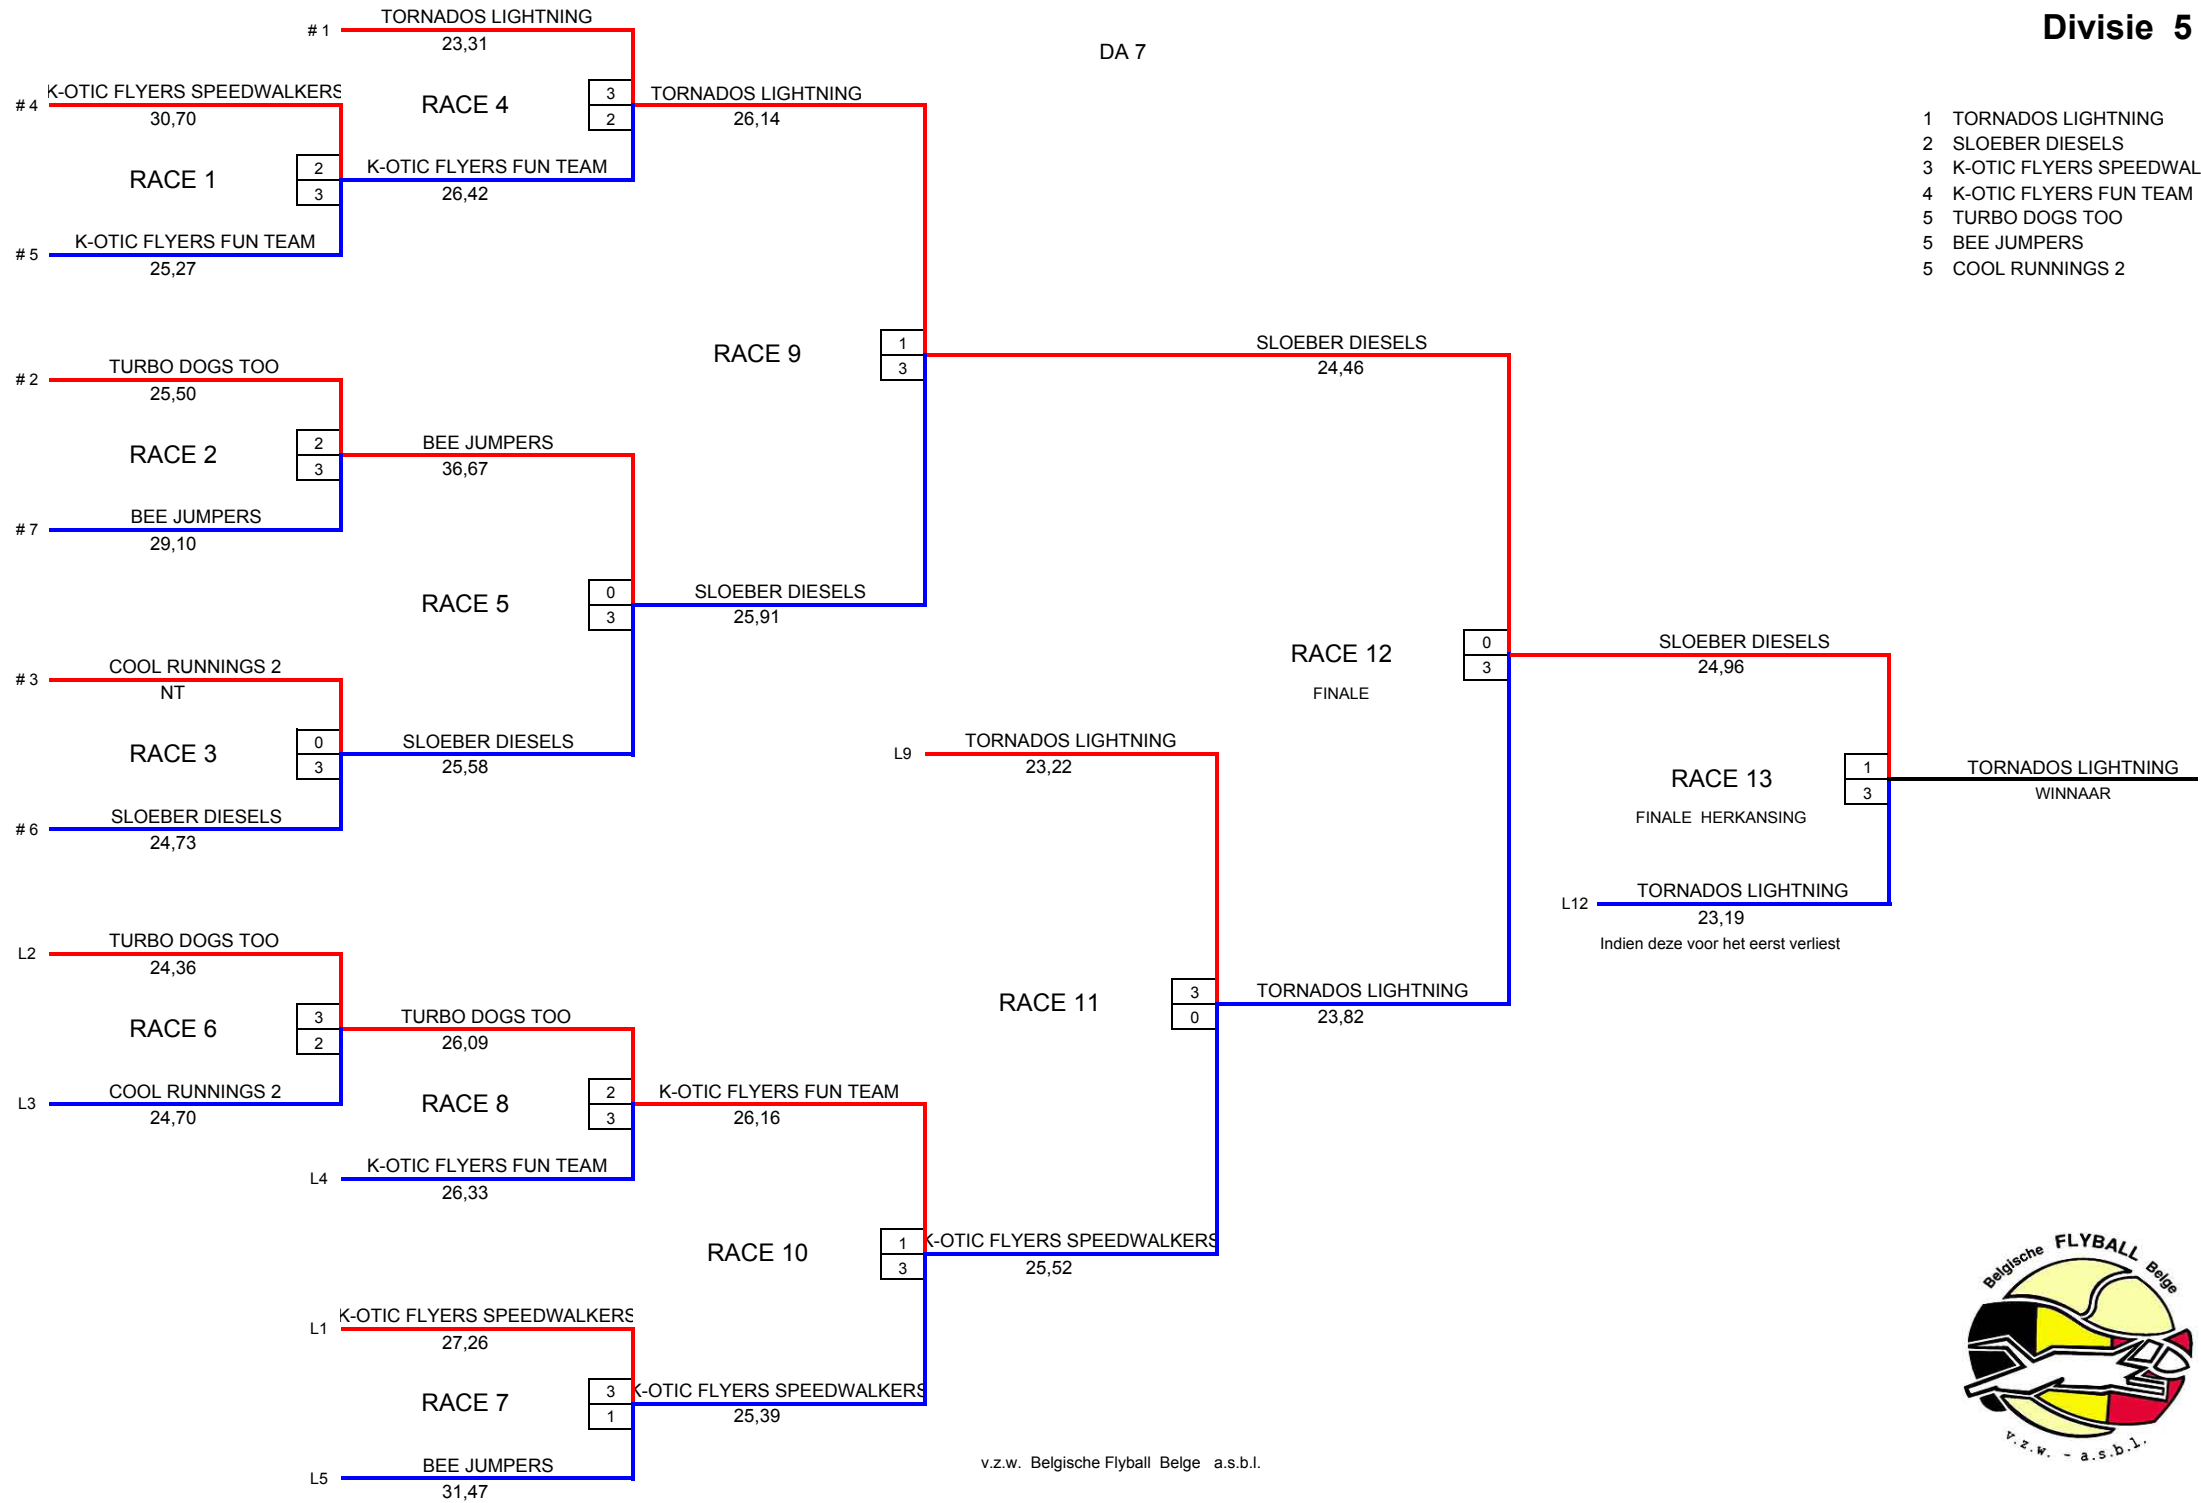 Divisie 5
DA 7
1 TORNADOS LIGHTNING
2 SLOEBER DIESELS
3 K-OTIC FLYERS SPEEDWAL
4 K-OTIC FLYERS FUN TEAM
5 TURBO DOGS TOO
5 BEE JUMPERS
5 COOL RUNNINGS 2
# 1 TORNADOS LIGHTNING
23,31
# 4 K-OTIC FLYERS SPEEDWALKERS
30,70
RACE 1
2
3
# 5 K-OTIC FLYERS FUN TEAM
25,27
RACE 4
3
2
K-OTIC FLYERS FUN TEAM
26,42
TORNADOS LIGHTNING
26,14
# 2 TURBO DOGS TOO
25,50
RACE 2
2
3
# 7 BEE JUMPERS
29,10
BEE JUMPERS
36,67
RACE 5
0
3
SLOEBER DIESELS
25,91
# 3 COOL RUNNINGS 2
NT
RACE 3
0
3
# 6 SLOEBER DIESELS
24,73
SLOEBER DIESELS
25,58
RACE 9
1
3
SLOEBER DIESELS
24,46
RACE 12
FINALE
0
3
SLOEBER DIESELS
24,96
RACE 13
FINALE HERKANSING
1
3
TORNADOS LIGHTNING
WINNAAR
L12 TORNADOS LIGHTNING
23,19
Indien deze voor het eerst verliest
L9 TORNADOS LIGHTNING
23,22
RACE 11
3
0
TORNADOS LIGHTNING
23,82
L2 TURBO DOGS TOO
24,36
RACE 6
3
2
L3 COOL RUNNINGS 2
24,70
TURBO DOGS TOO
26,09
RACE 8
2
3
L4 K-OTIC FLYERS FUN TEAM
26,33
K-OTIC FLYERS FUN TEAM
26,16
RACE 10
1
3
K-OTIC FLYERS SPEEDWALKERS
25,52
L1 K-OTIC FLYERS SPEEDWALKERS
27,26
RACE 7
3
1
K-OTIC FLYERS SPEEDWALKERS
25,39
L5 BEE JUMPERS
31,47
v.z.w. Belgische Flyball Belge a.s.b.l.
Belgische FLYBALL Belge
v.z.w. - a.s.b.l.